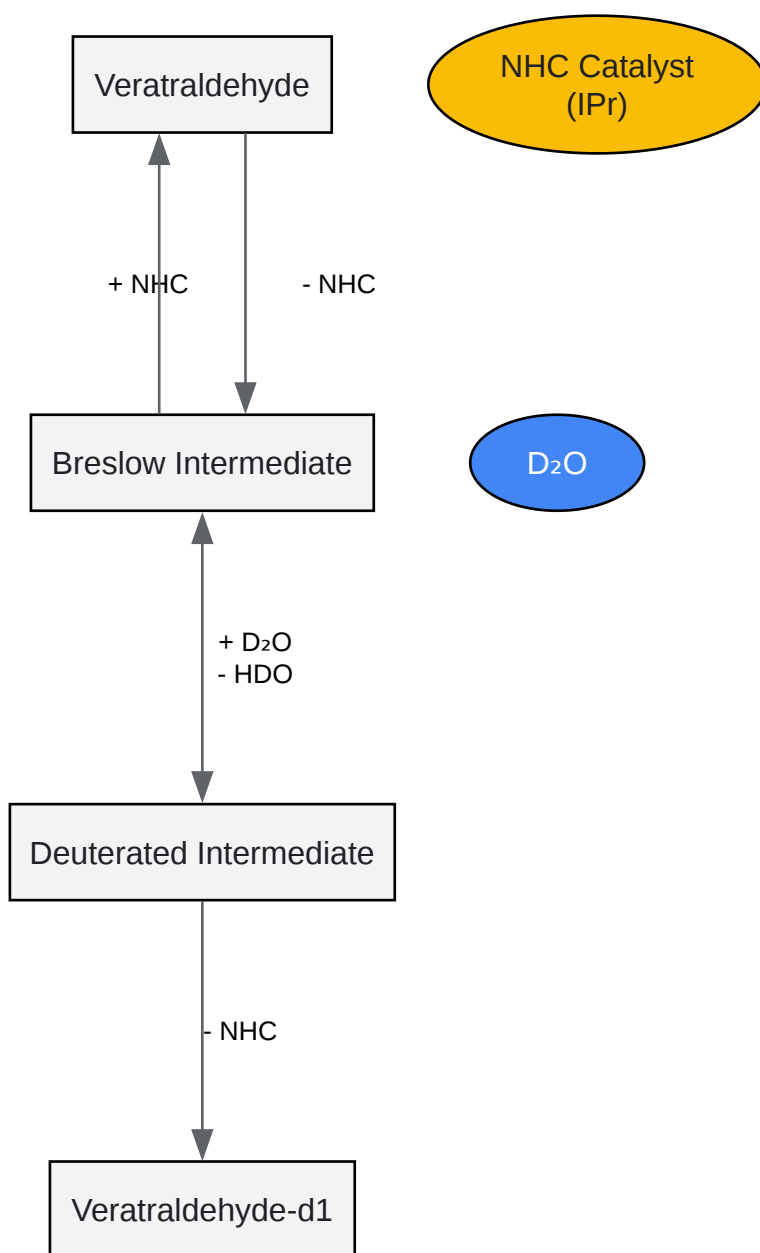 Veratraldehyde
NHC Catalyst
(IPr)
+ NHC
- NHC
Breslow Intermediate
D₂O
+ D₂O
- HDO
Deuterated Intermediate
- NHC
Veratraldehyde-d1